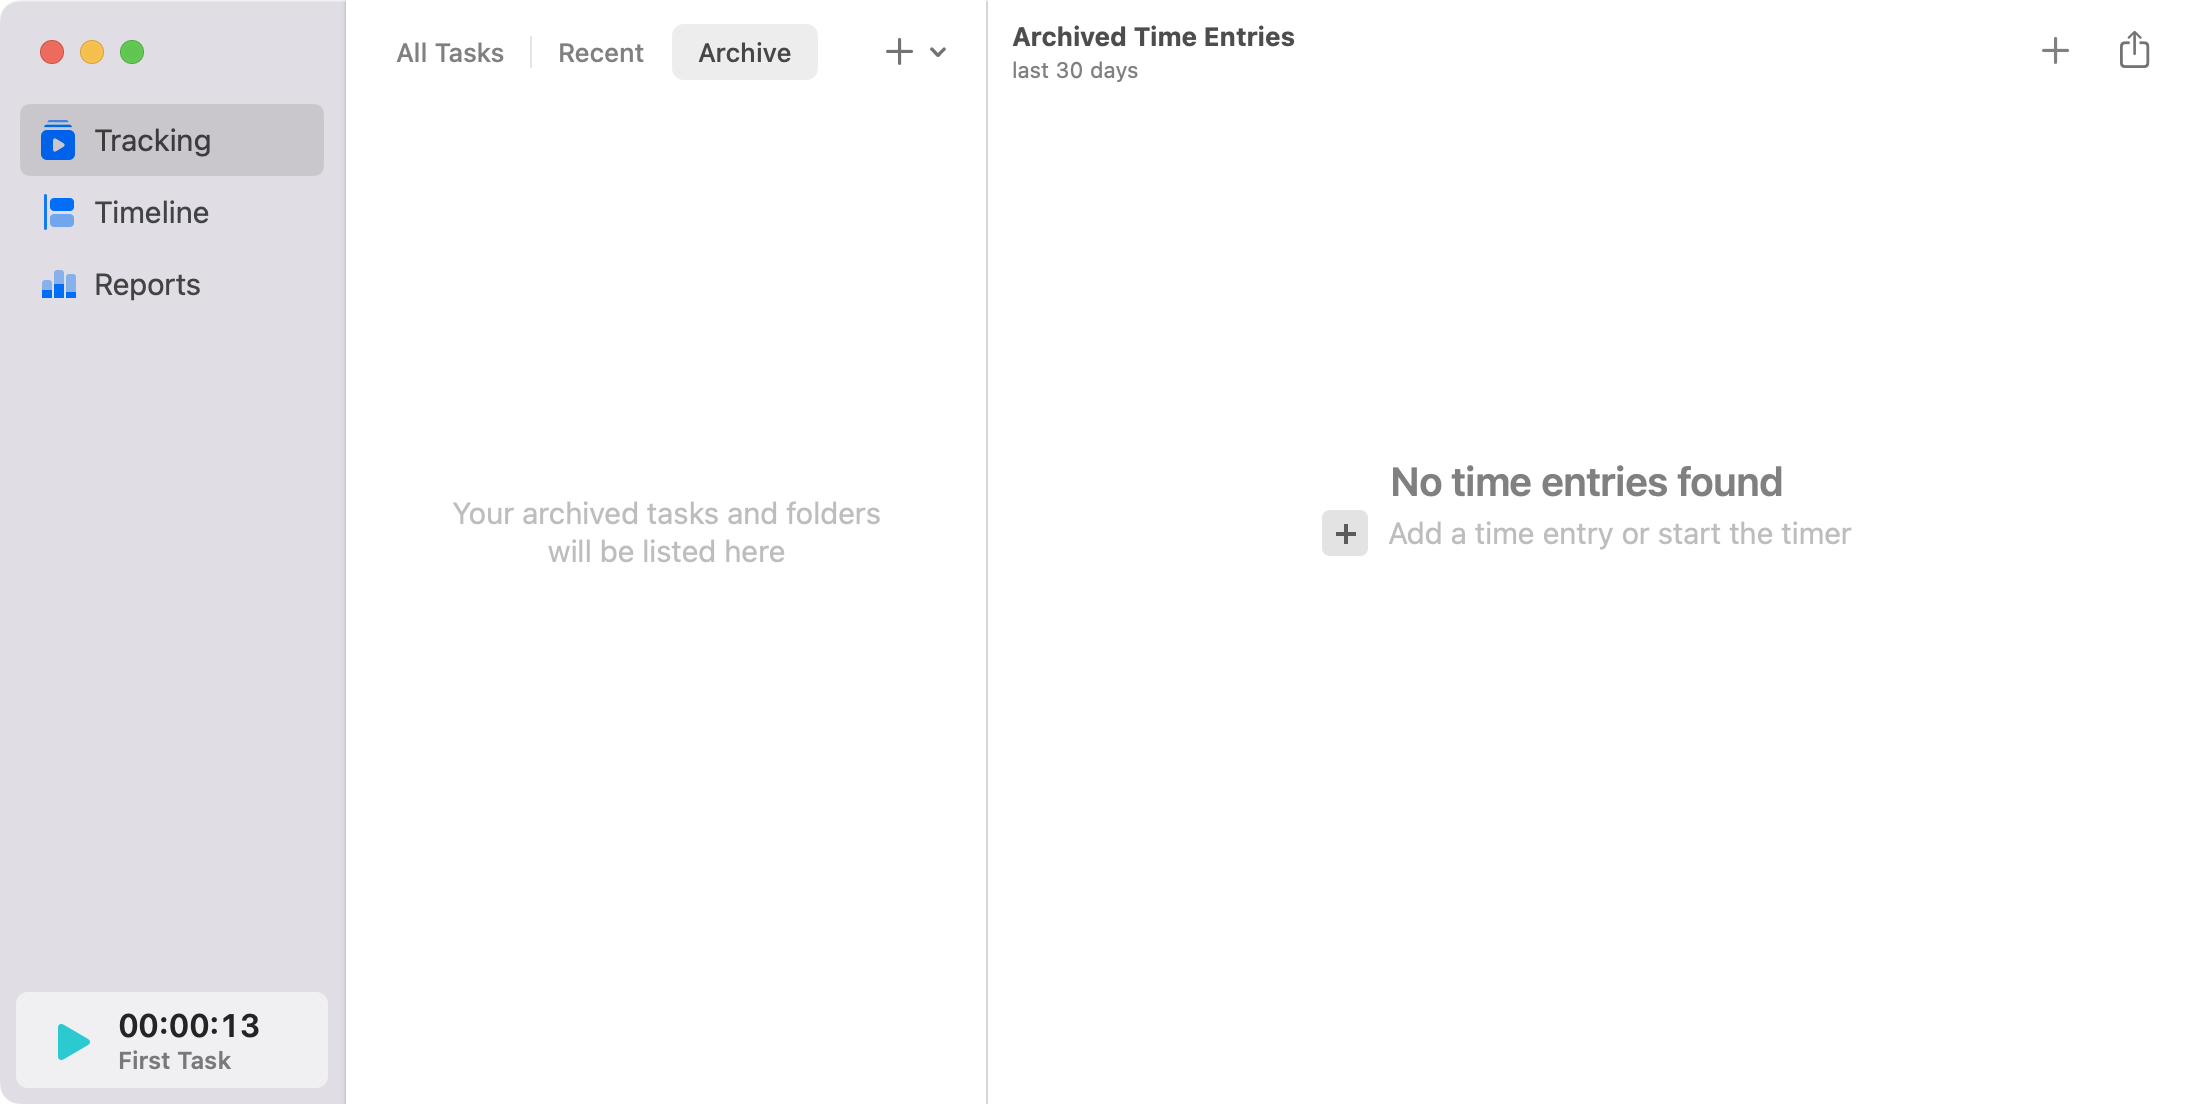 Tracking
Timeline
Reports
00:00:13
First Task
All Tasks
Recent
Archive
Your archived tasks and folders
will be listed here
Archived Time Entries
last 30 days
No time entries found
Add a time entry or start the timer